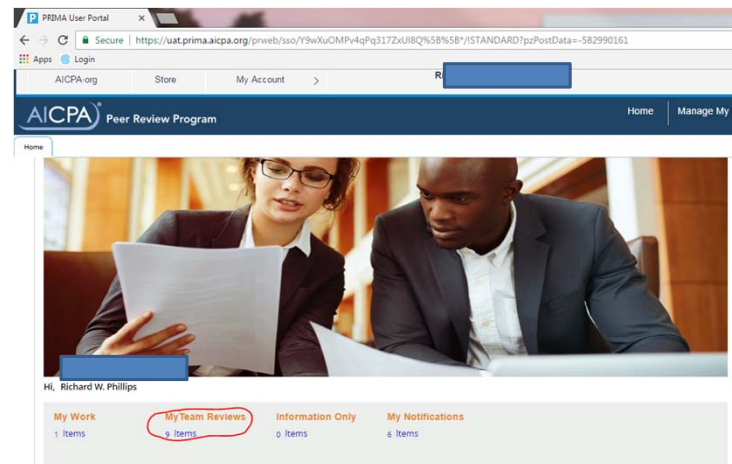 PRIMA User Portal
Secure https://uat.prima.aicpa.org/prweb/sso/Y9wXuOMPv4qPq317ZxUI8Q%5B%5B*/!STANDARD?pzPostData=-582990161
Apps Login
AICPA-org Store My Account
AICPA Peer Review Program Home Manage My
Home
Hi, Richard W. Phillips
My Work MyTeam Reviews Information Only My Notifications
1 Items 9 Items 0 Items 6 Items